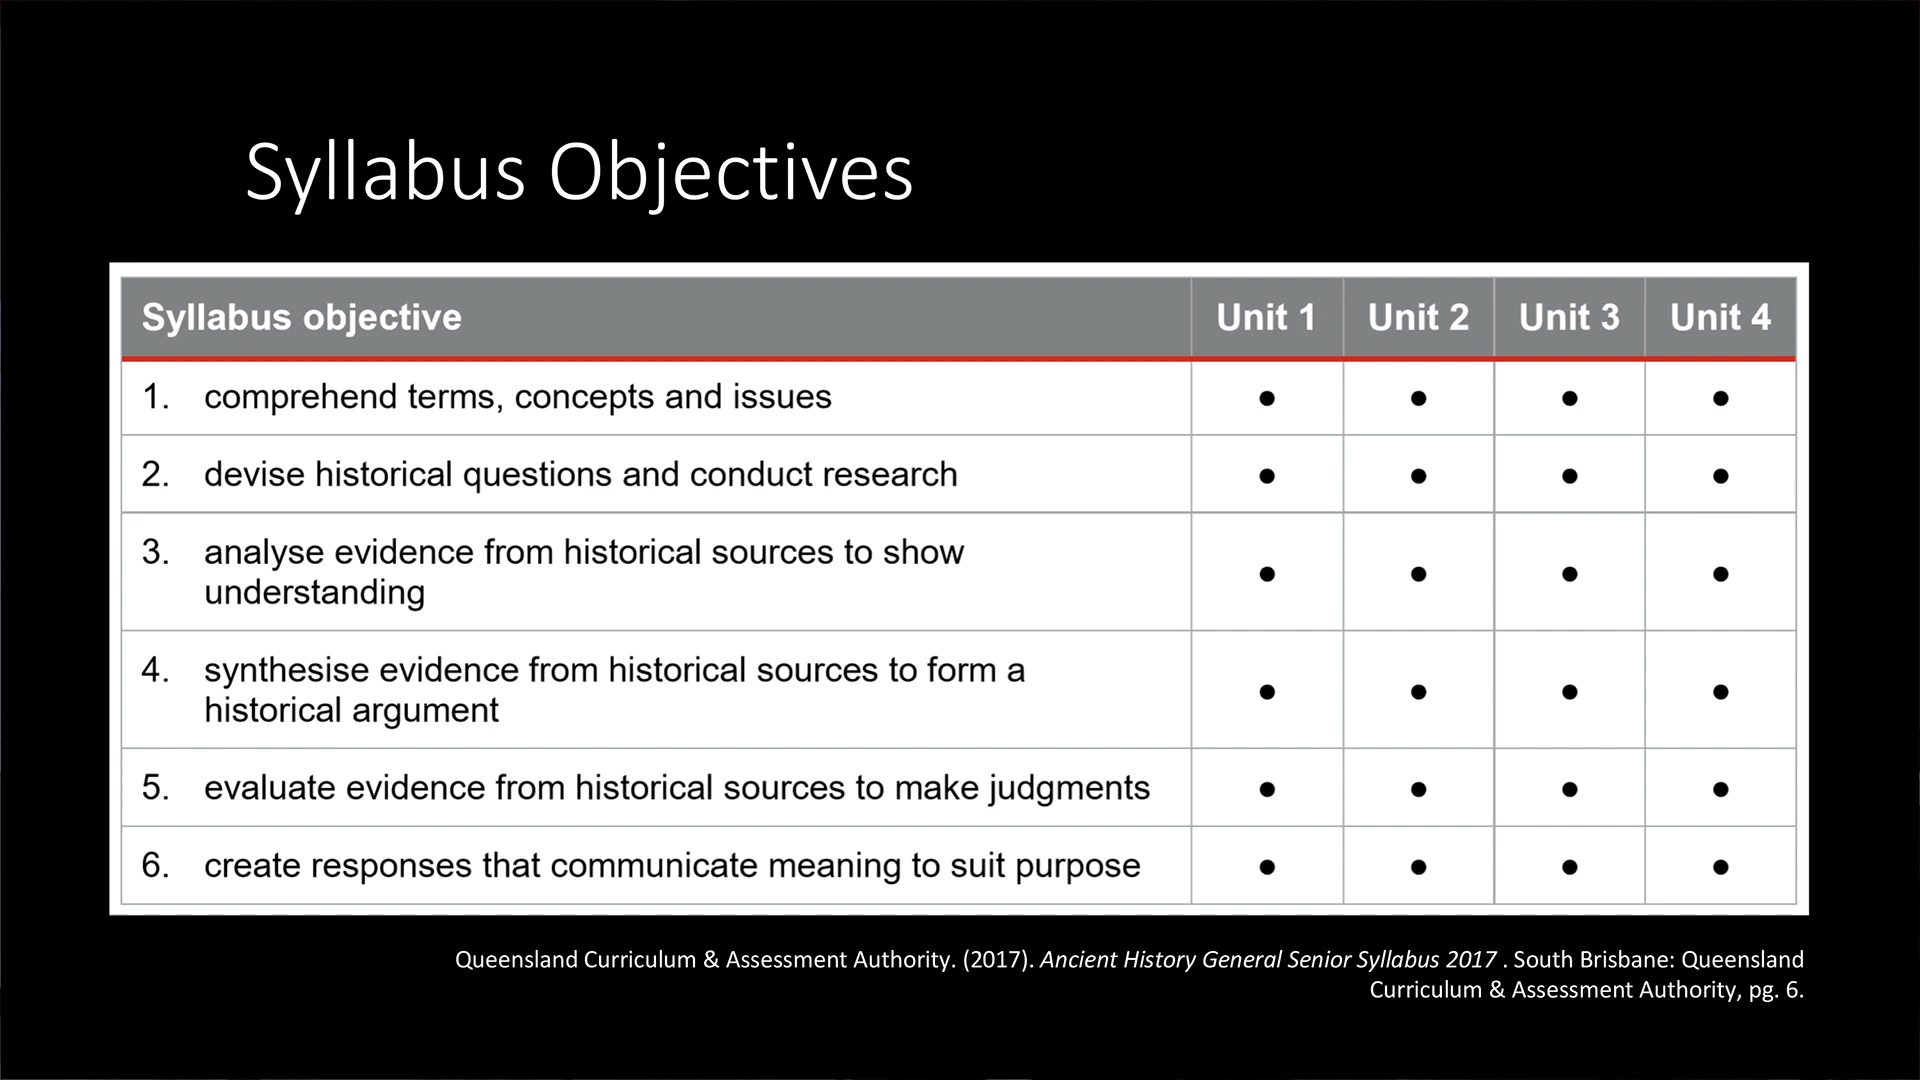 Syllabus Objectives
Syllabus objective Unit 1 Unit 2 Unit 3 Unit 4
1. comprehend terms, concepts and issues ● ● ● ●
2. devise historical questions and conduct research ● ● ● ●
3. analyse evidence from historical sources to show
understanding ● ● ● ●
4. synthesise evidence from historical sources to form a
historical argument ● ● ● ●
5. evaluate evidence from historical sources to make judgments ● ● ● ●
6. create responses that communicate meaning to suit purpose ● ● ● ●
Queensland Curriculum & Assessment Authority. (2017). Ancient History General Senior Syllabus 2017 . South Brisbane: Queensland
Curriculum & Assessment Authority, pg. 6.